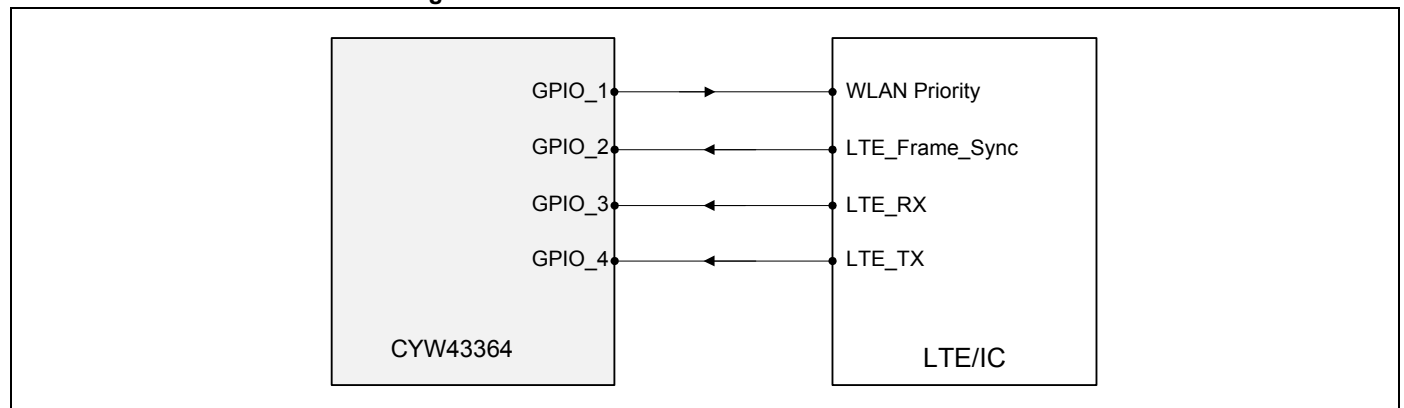 GPIO_1 WLAN Priority
GPIO_2 LTE_Frame_Sync
GPIO_3 LTE_RX
GPIO_4 LTE_TX
CYW43364 LTE/IC